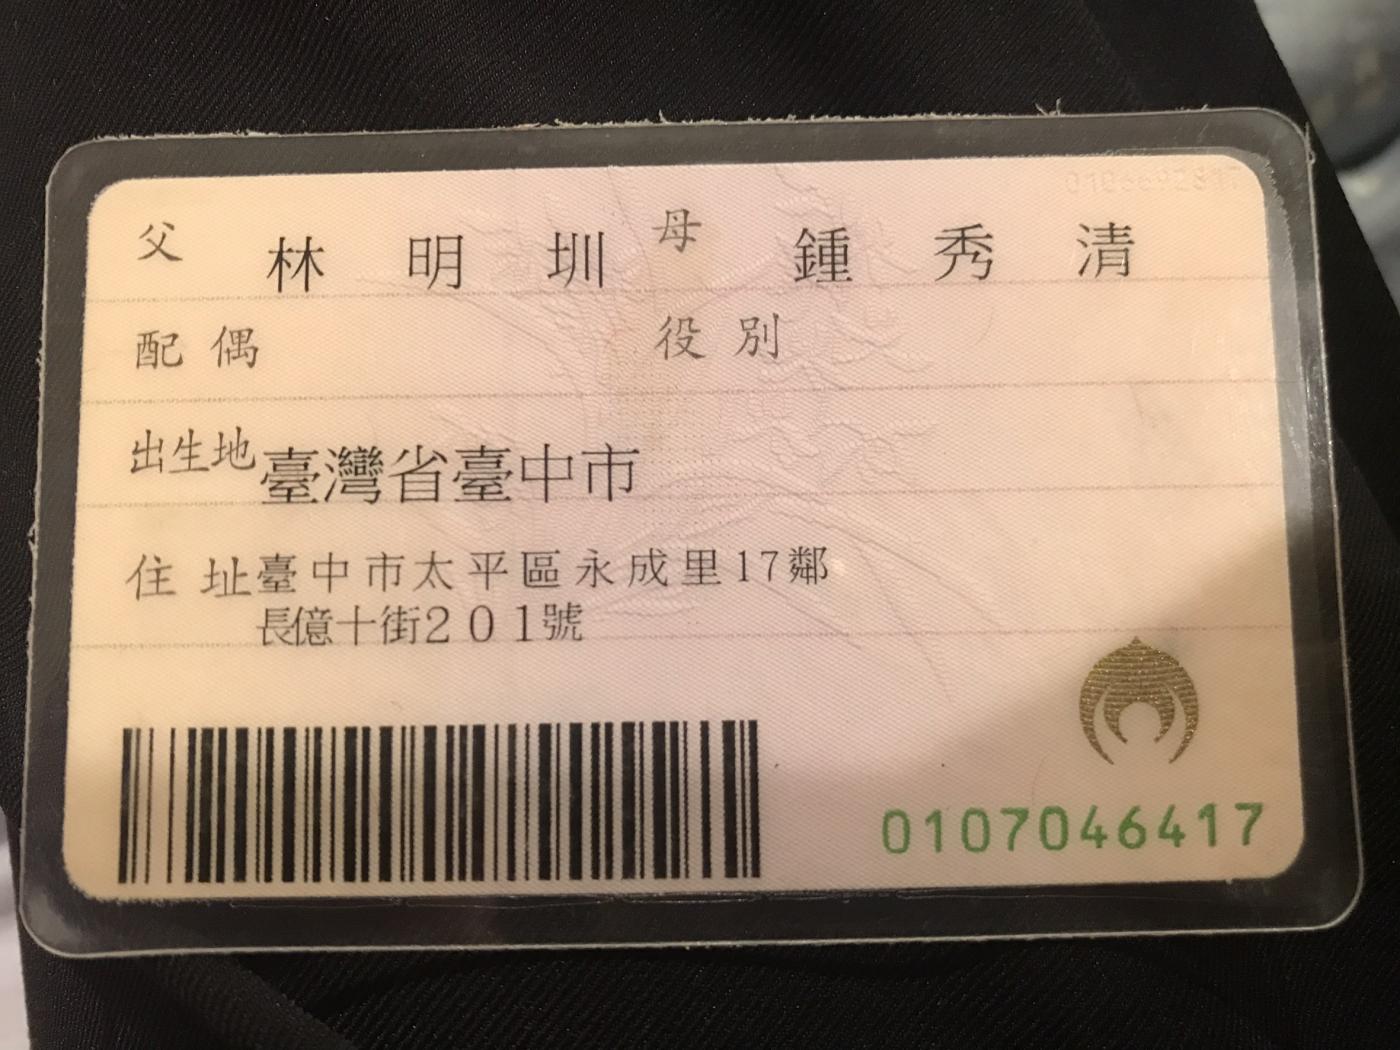 父 林明圳 母 鍾秀清
配偶 役別
出生地 臺灣省臺中市
住址 臺中市太平區永成里17鄰
長億十街201號
0107046417